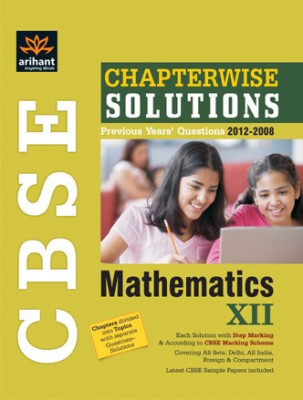 arihant
Inspiring Minds
CBSE
CHAPTERWISE
SOLUTIONS
Previous Years' Questions 2012-2008
Mathematics
XII
Chapters divided
into Topics
with separate
Questions-
Solutions
Each Solution with Step Marking
& According to CBSE Marking Scheme
Covering All Sets; Delhi, All India,
Foreign & Compartment
Latest CBSE Sample Papers included